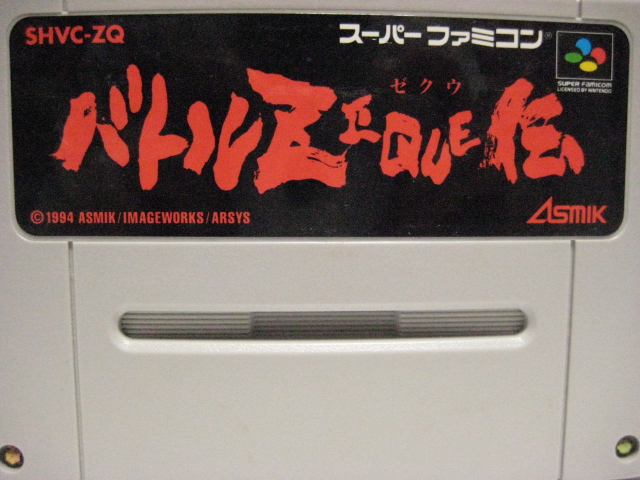 SHVC-ZQ
スーパーファミコン®
SUPER FAMICOM
LICENSED BY NINTENDO
ゼクウ
バトルZEQUE伝
©1994 ASMIK/IMAGEWORKS/ARSYS
ASMIK